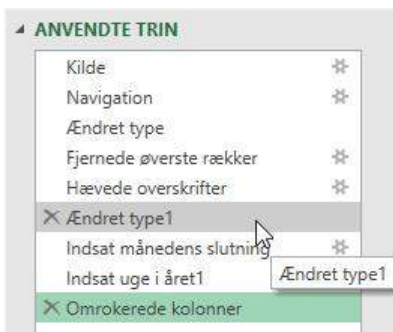 ANVENDTE TRIN
Kilde
Navigation
Ændret type
Fjernede øverste rækker
Hævede overskrifter
Ændret type1
Indsat månedens slutning
Indsat uge i året1
Ændret type1
Omrokerede kolonner